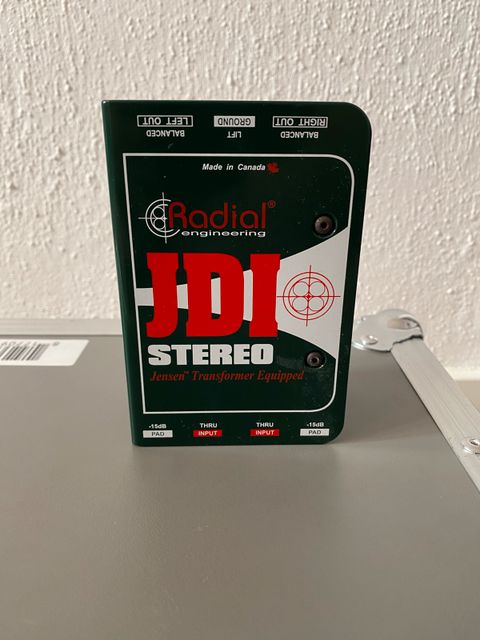 BALANCED
LEFT OUT
LIFT
GROUND
BALANCED
RIGHT OUT
Made in Canada
Radial®
engineering
JDI
STEREO
Jensen™ Transformer Equipped
-15dB
PAD
THRU
INPUT
THRU
INPUT
-15dB
PAD